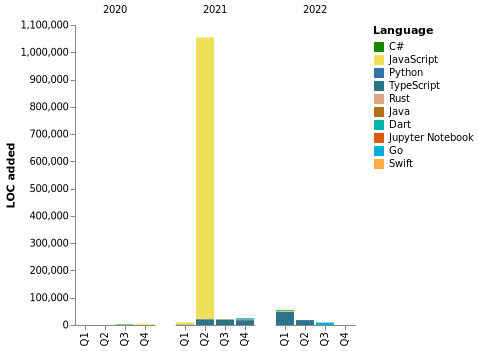 2020 2021 2022
LOC added
1,100,000
1,000,000
900,000
800,000
700,000
600,000
500,000
400,000
300,000
200,000
100,000
0
Q1 Q2 Q3 Q4 Q1 Q2 Q3 Q4 Q1 Q2 Q3 Q4
Language
C#
JavaScript
Python
TypeScript
Rust
Java
Dart
Jupyter Notebook
Go
Swift